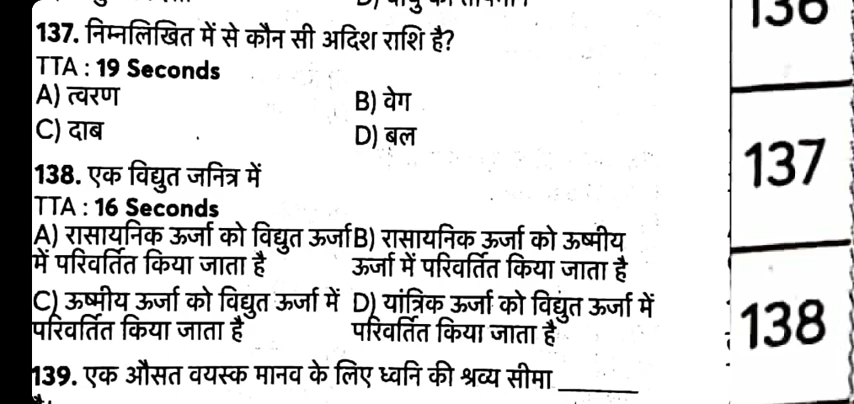 137. निम्नलिखित में से कौन सी अदिश राशि है?
TTA : 19 Seconds
A) त्वरण B) वेग
C) दाब D) बल
138. एक विद्युत जनित्र में
TTA : 16 Seconds
A) रासायनिक ऊर्जा को विद्युत ऊर्जा B) रासायनिक ऊर्जा को ऊष्मीय
में परिवर्तित किया जाता है ऊर्जा में परिवर्तित किया जाता है
C) ऊष्मीय ऊर्जा को विद्युत ऊर्जा में D) यांत्रिक ऊर्जा को विद्युत ऊर्जा में
परिवर्तित किया जाता है परिवर्तित किया जाता है
139. एक औसत वयस्क मानव के लिए ध्वनि की श्रव्य सीमा ________
136
137
138